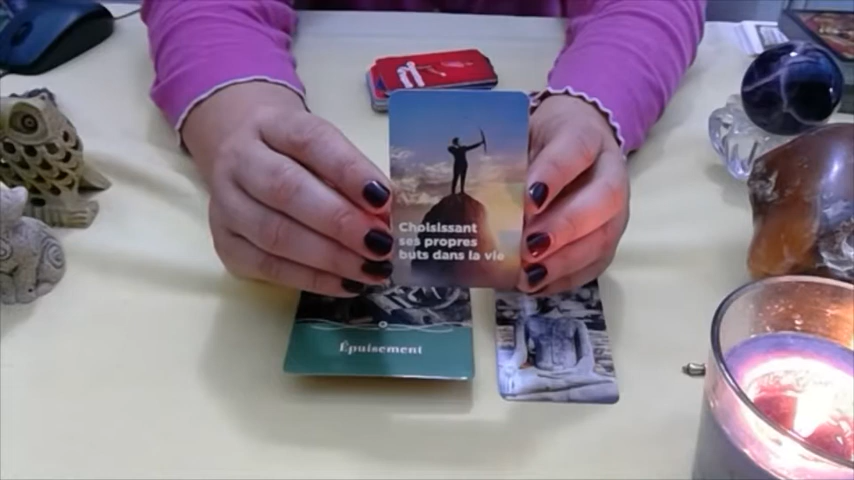 Choisissant
ses propres
buts dans la vie
Épuisement